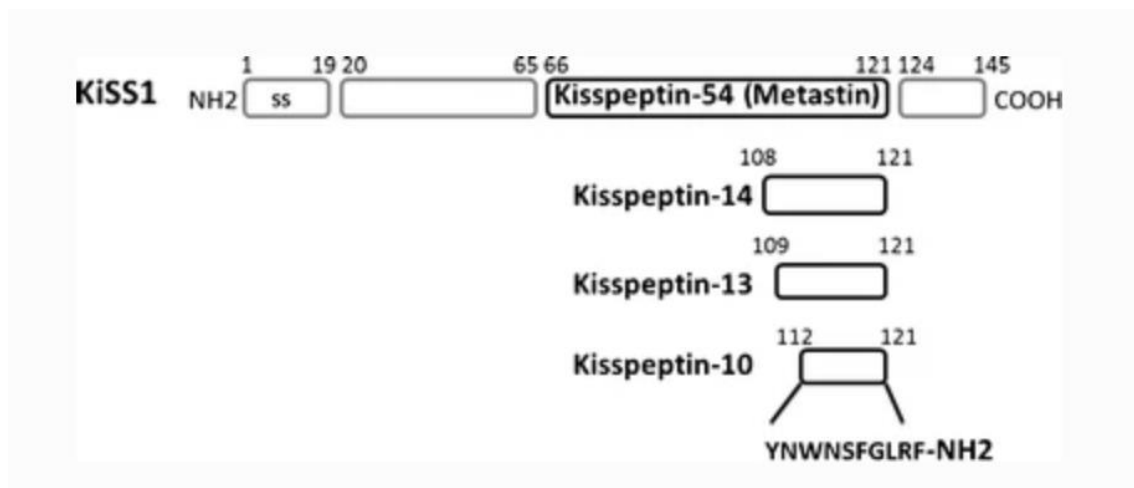 1 19 20 65 66 121 124 145
KiSS1 NH2 ss Kisspeptin-54 (Metastin) COOH
108 121
Kisspeptin-14
109 121
Kisspeptin-13
112 121
Kisspeptin-10
YNWNSFGLRF-NH2